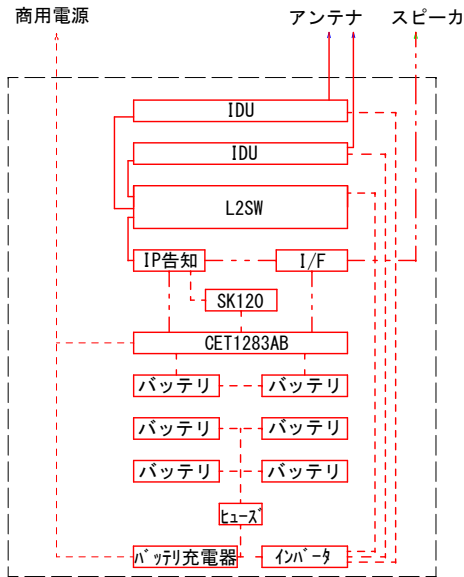 商用電源 アンテナ スピーカ
IDU
IDU
L2SW
IP告知 I/F
SK120
CET1283AB
バッテリ バッテリ
バッテリ バッテリ
バッテリ バッテリ
ﾋｭｰｽﾞ
ﾊﾞｯﾃﾘ充電器 ｲﾝﾊﾞｰﾀ